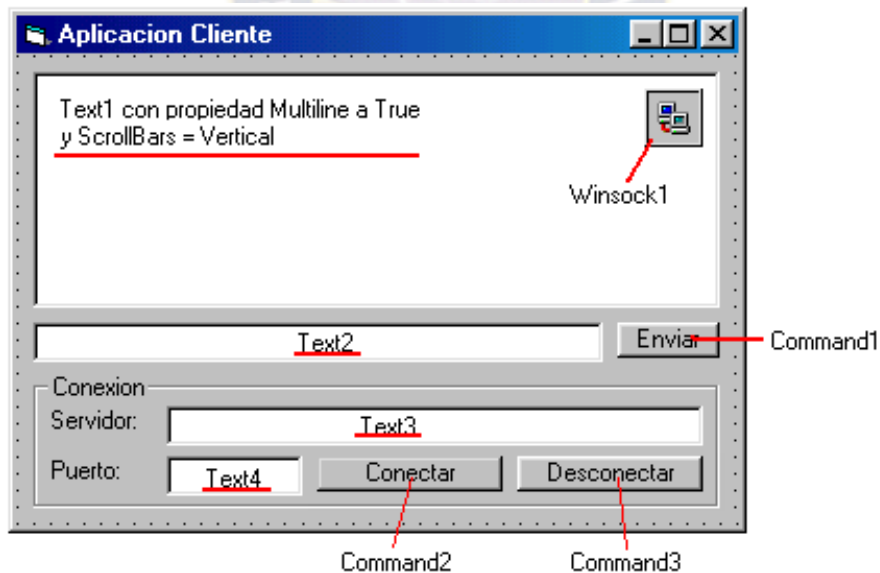 Aplicacion Cliente
Text1 con propiedad Multiline a True
y ScrollBars = Vertical
Winsock1
Text2
Enviar
Command1
Conexion
Servidor:
Text3
Puerto:
Text4
Conectar
Desconectar
Command2
Command3